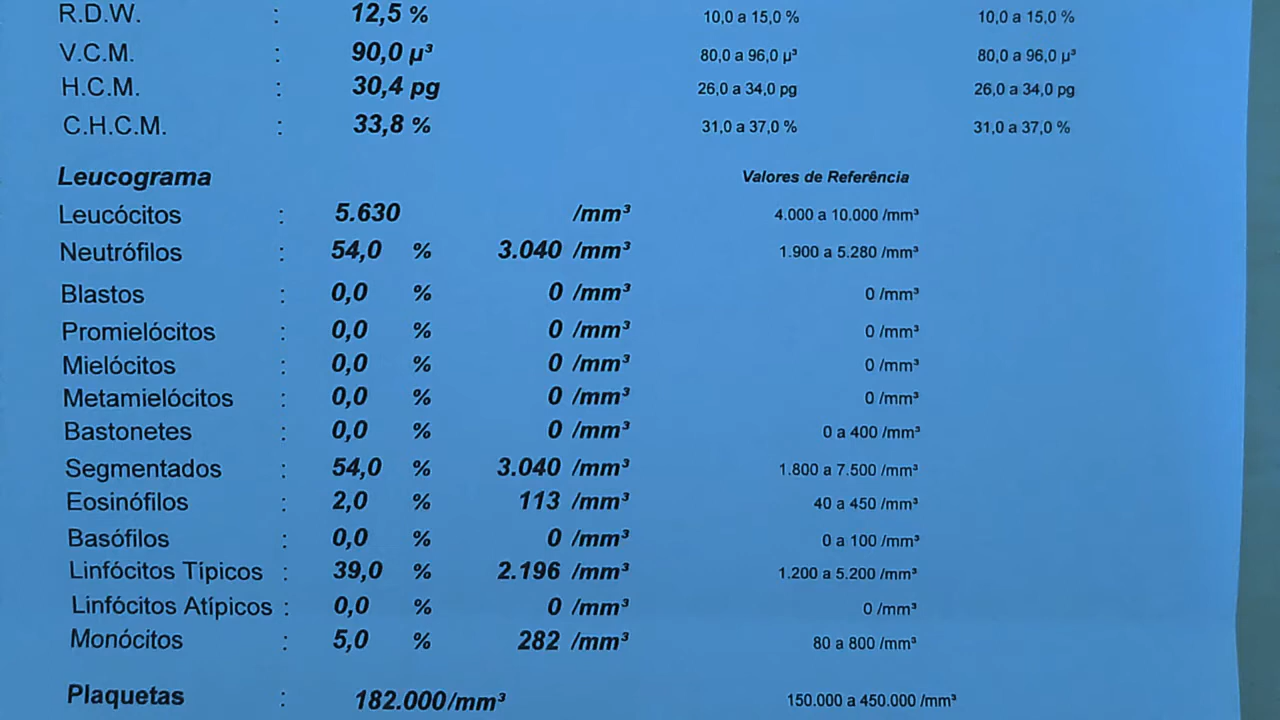 R.D.W. : 12,5 % 10,0 a 15,0 % 10,0 a 15,0 %
V.C.M. : 90,0 µ³ 80,0 a 96,0 µ³ 80,0 a 96,0 µ³
H.C.M. : 30,4 pg 26,0 a 34,0 pg 26,0 a 34,0 pg
C.H.C.M. : 33,8 % 31,0 a 37,0 % 31,0 a 37,0 %
Leucograma Valores de Referência
Leucócitos : 5.630 /mm³ 4.000 a 10.000 /mm³
Neutrófilos : 54,0 % 3.040 /mm³ 1.900 a 5.280 /mm³
Blastos : 0,0 % 0 /mm³ 0 /mm³
Promielócitos : 0,0 % 0 /mm³ 0 /mm³
Mielócitos : 0,0 % 0 /mm³ 0 /mm³
Metamielócitos : 0,0 % 0 /mm³ 0 /mm³
Bastonetes : 0,0 % 0 /mm³ 0 a 400 /mm³
Segmentados : 54,0 % 3.040 /mm³ 1.800 a 7.500 /mm³
Eosinófilos : 2,0 % 113 /mm³ 40 a 450 /mm³
Basófilos : 0,0 % 0 /mm³ 0 a 100 /mm³
Linfócitos Típicos : 39,0 % 2.196 /mm³ 1.200 a 5.200 /mm³
Linfócitos Atípicos : 0,0 % 0 /mm³ 0 /mm³
Monócitos : 5,0 % 282 /mm³ 80 a 800 /mm³
Plaquetas : 182.000/mm³ 150.000 a 450.000 /mm³